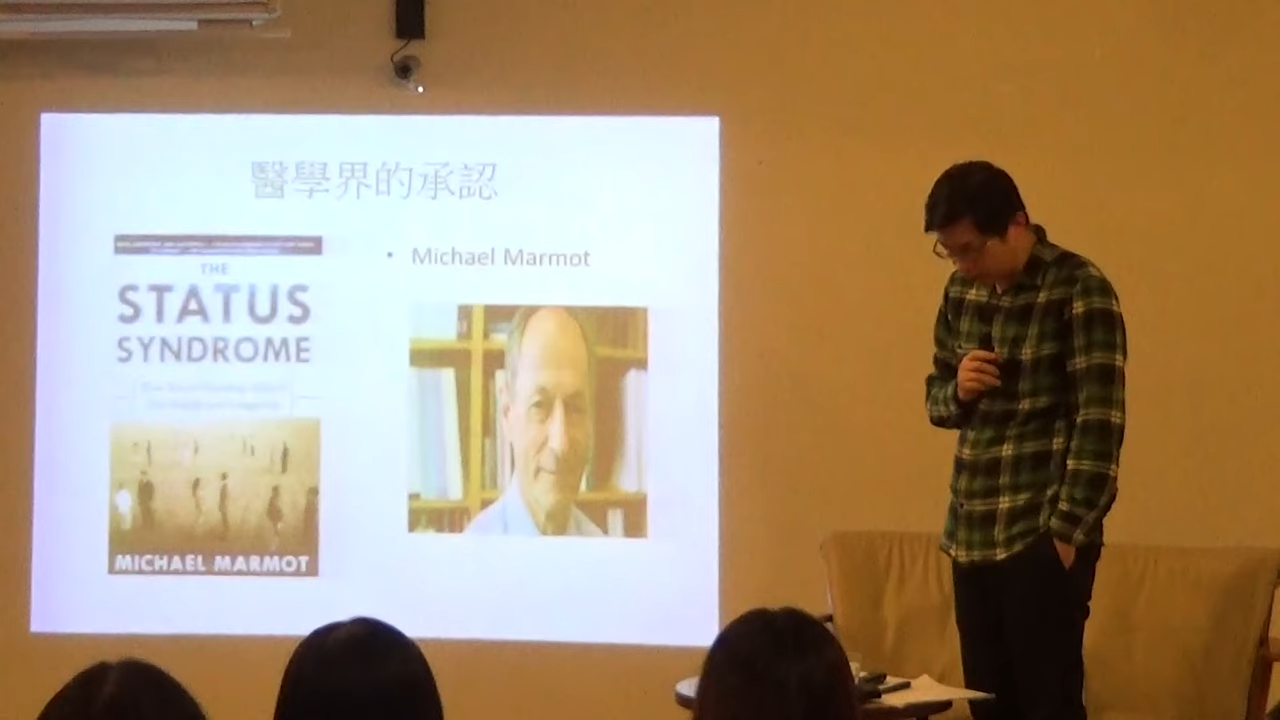 醫學界的承認
THE
STATUS
SYNDROME
MICHAEL MARMOT
• Michael Marmot